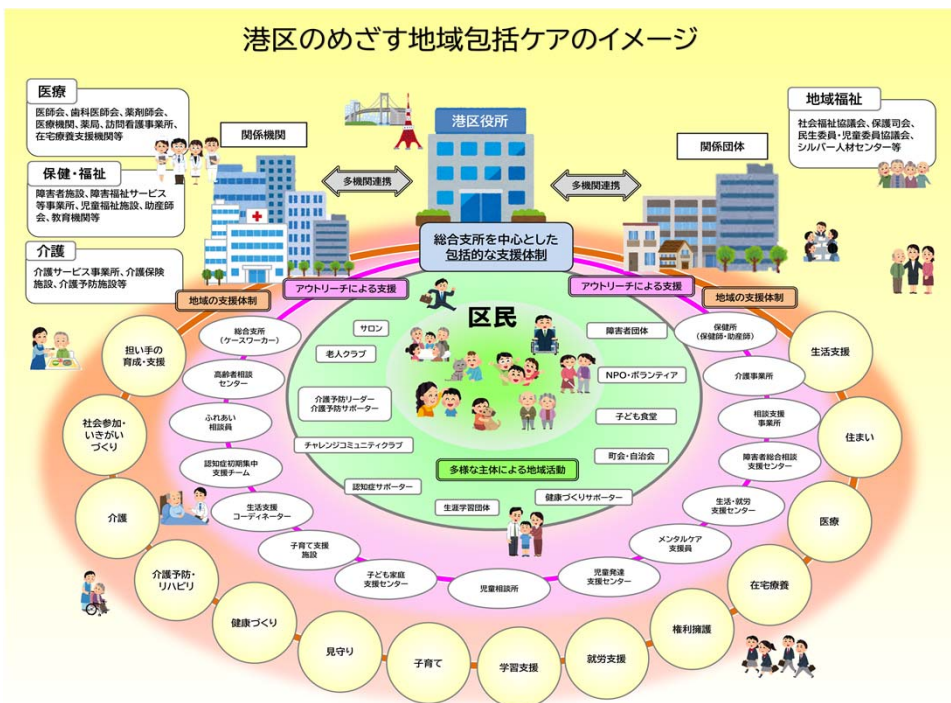 港区のめざす地域包括ケアのイメージ
医療
医師会、歯科医師会、薬剤師会、
医療機関、薬局、訪問看護事業所、
在宅療養支援機関等
保健・福祉
障害者施設、障害福祉サービス
等事業所、児童福祉施設、助産師
会、教育機関等
介護
介護サービス事業所、介護保険
施設、介護予防施設等
関係機関
多機関連携
港区役所
多機関連携
関係団体
地域福祉
社会福祉協議会、保護司会、
民生委員・児童委員協議会、
シルバー人材センター等
総合支所を中心とした
包括的な支援体制
地域の支援体制
アウトリーチによる支援
アウトリーチによる支援
地域の支援体制
区民
サロン
老人クラブ
介護予防リーダー
介護予防サポーター
チャレンジコミュニティクラブ
認知症サポーター
生涯学習団体
健康づくりサポーター
町会・自治会
子ども食堂
NPO・ボランティア
障害者団体
多様な主体による地域活動
総合支所
(ケースワーカー)
高齢者相談
センター
ふれあい
相談員
認知症初期集中
支援チーム
生活支援
コーディネーター
子育て支援
施設
子ども家庭
支援センター
児童相談所
児童発達
支援センター
メンタルケア
支援員
生活・就労
支援センター
障害者総合相談
支援センター
相談支援
事業所
介護事業所
保健所
(保健師・助産師)
担い手の
育成・支援
社会参加・
いきがい
づくり
介護
介護予防・
リハビリ
健康づくり
見守り
子育て
学習支援
就労支援
権利擁護
在宅療養
医療
住まい
生活支援